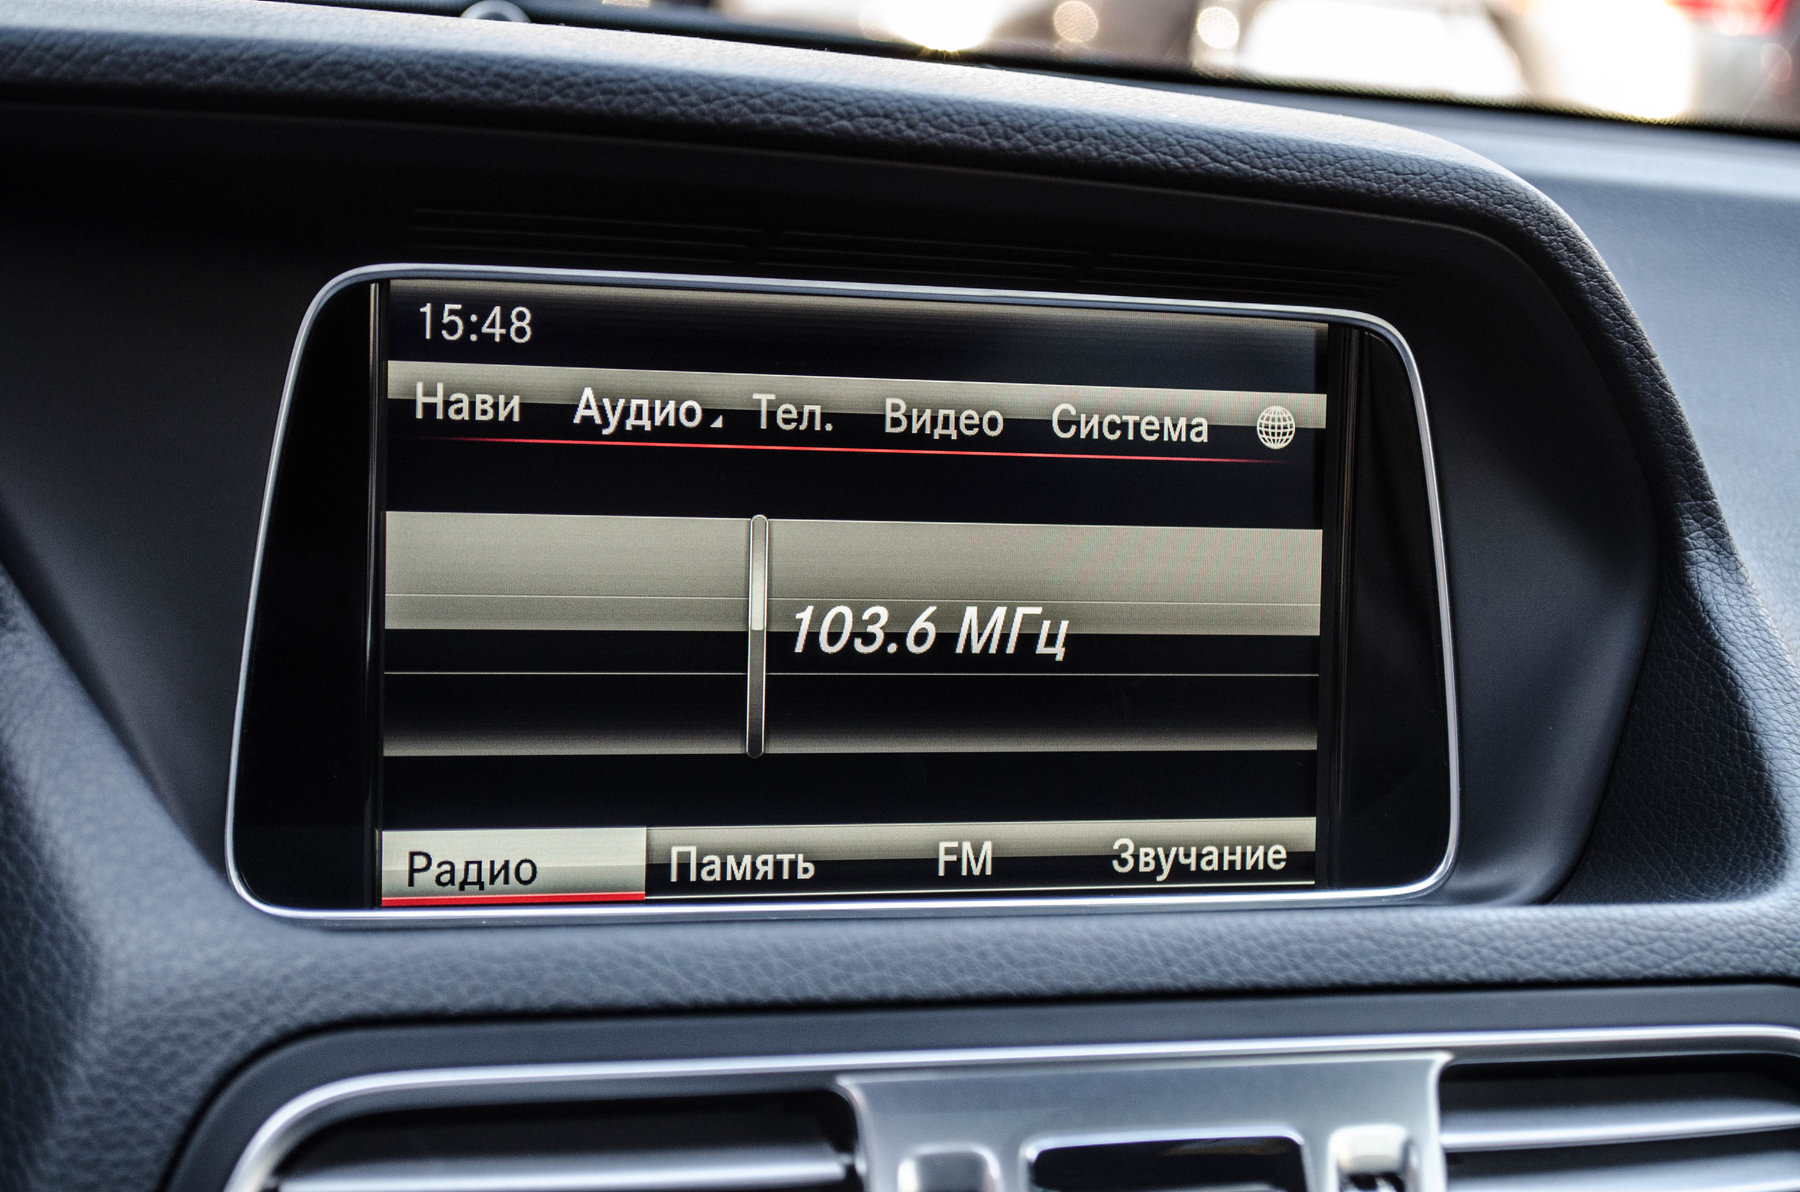 15:48
Нави Аудио Тел. Видео Система
103.6 МГц
Радио Память FM Звучание